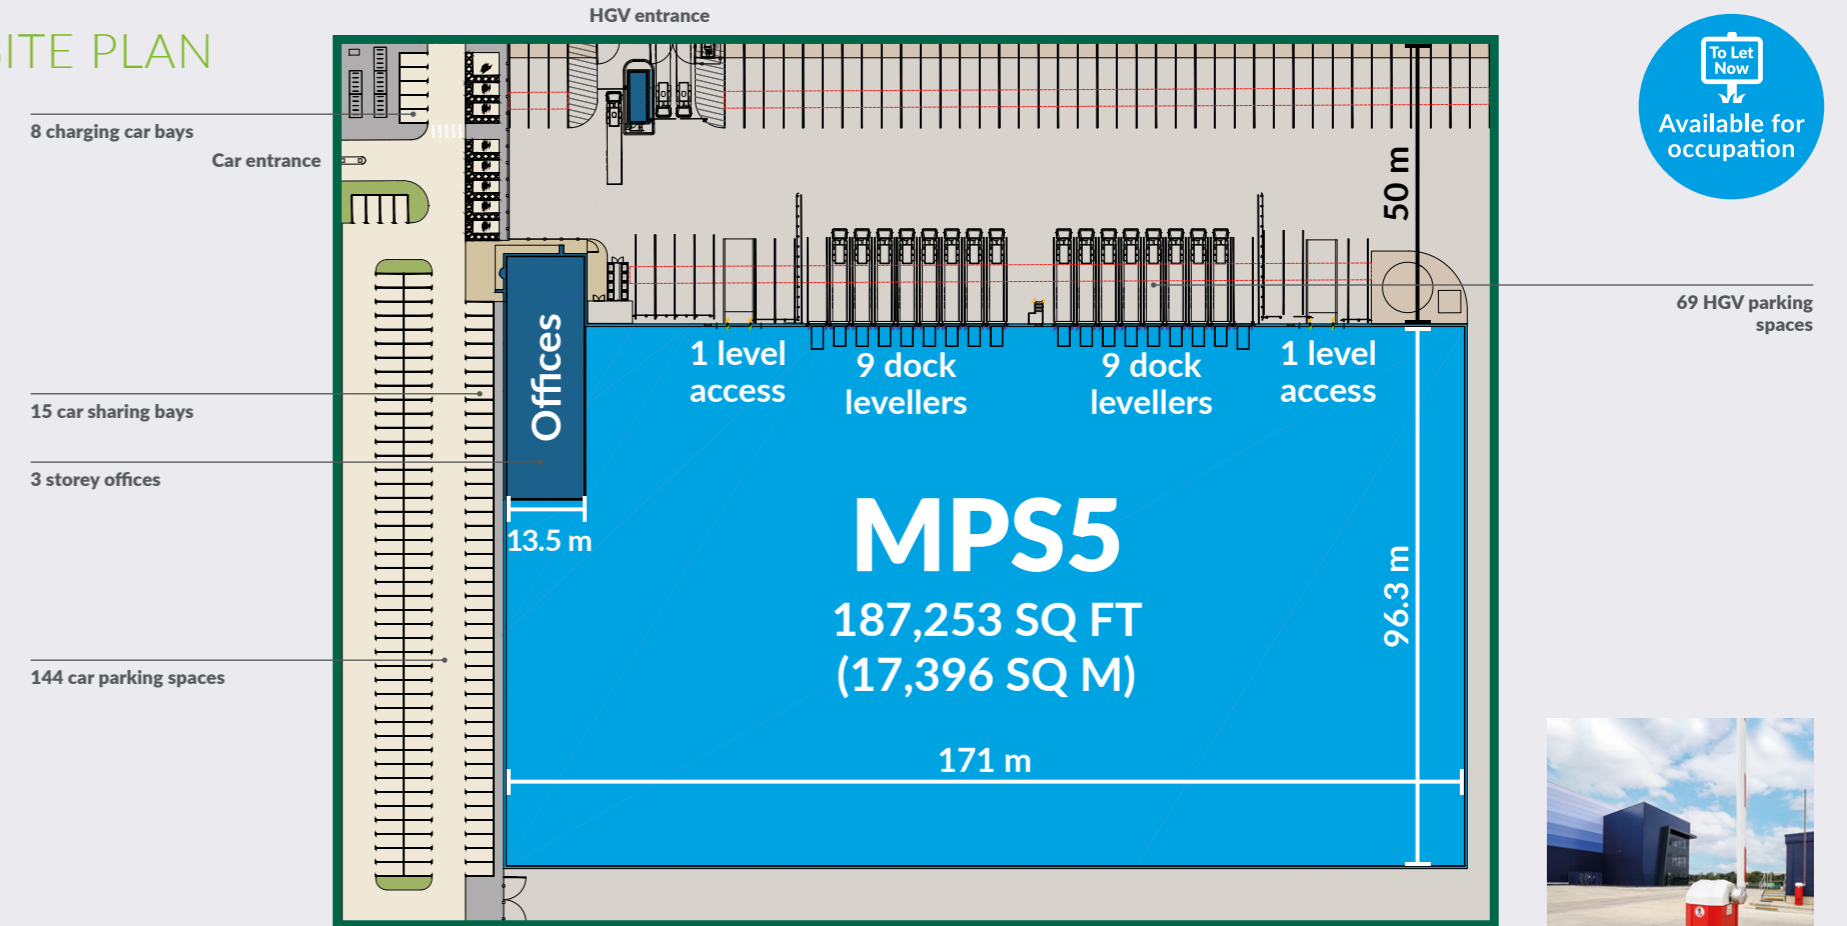 HGV entrance
SITE PLAN
To Let
Now
Available for
occupation
8 charging car bays
Car entrance
50 m
69 HGV parking
spaces
Offices
1 level
access
9 dock
levellers
9 dock
levellers
1 level
access
15 car sharing bays
3 storey offices
13.5 m
MPS5
187,253 SQ FT
(17,396 SQ M)
96.3 m
144 car parking spaces
171 m